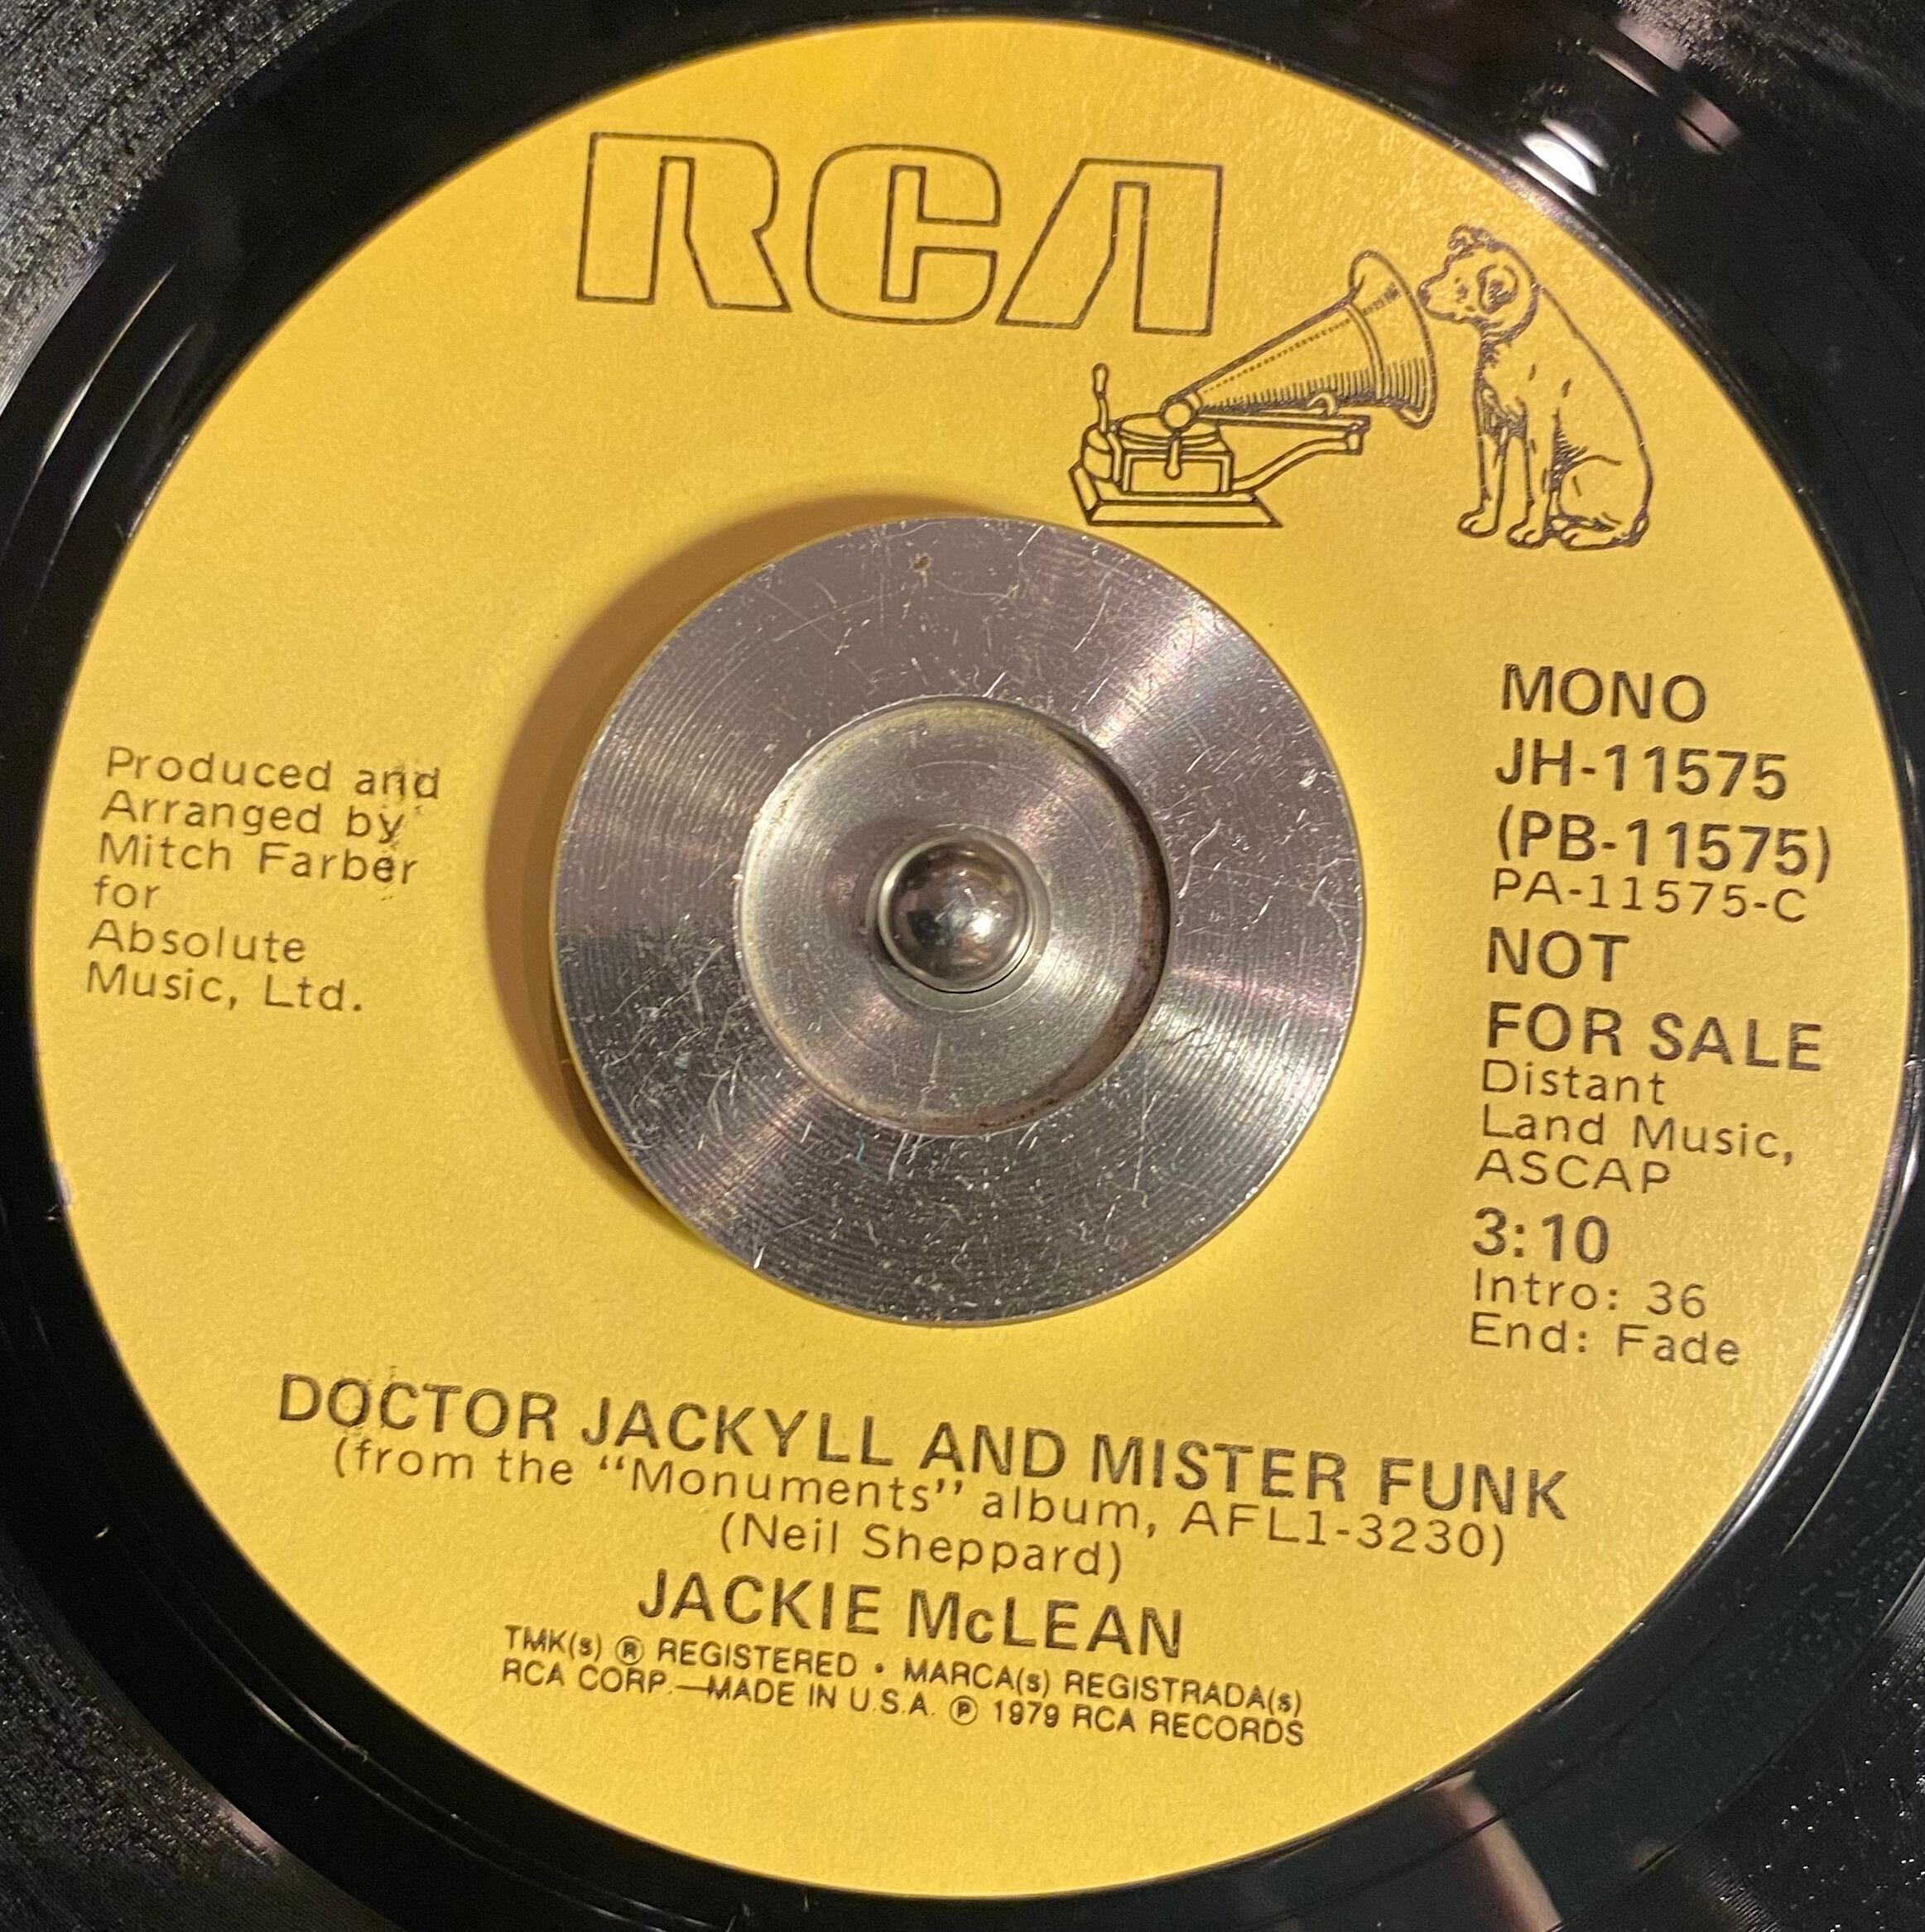 RCA
Produced and
Arranged by
Mitch Farber
for
Absolute
Music, Ltd.
MONO
JH-11575
(PB-11575)
PA-11575-C
NOT
FOR SALE
Distant
Land Music,
ASCAP
3:10
Intro: 36
End: Fade
DOCTOR JACKYLL AND MISTER FUNK
(from the “Monuments” album, AFL1-3230)
(Neil Sheppard)
JACKIE McLEAN
TMK(s) ® REGISTERED • MARCA(s) REGISTRADA(s)
RCA CORP.—MADE IN U.S.A. ℗ 1979 RCA RECORDS